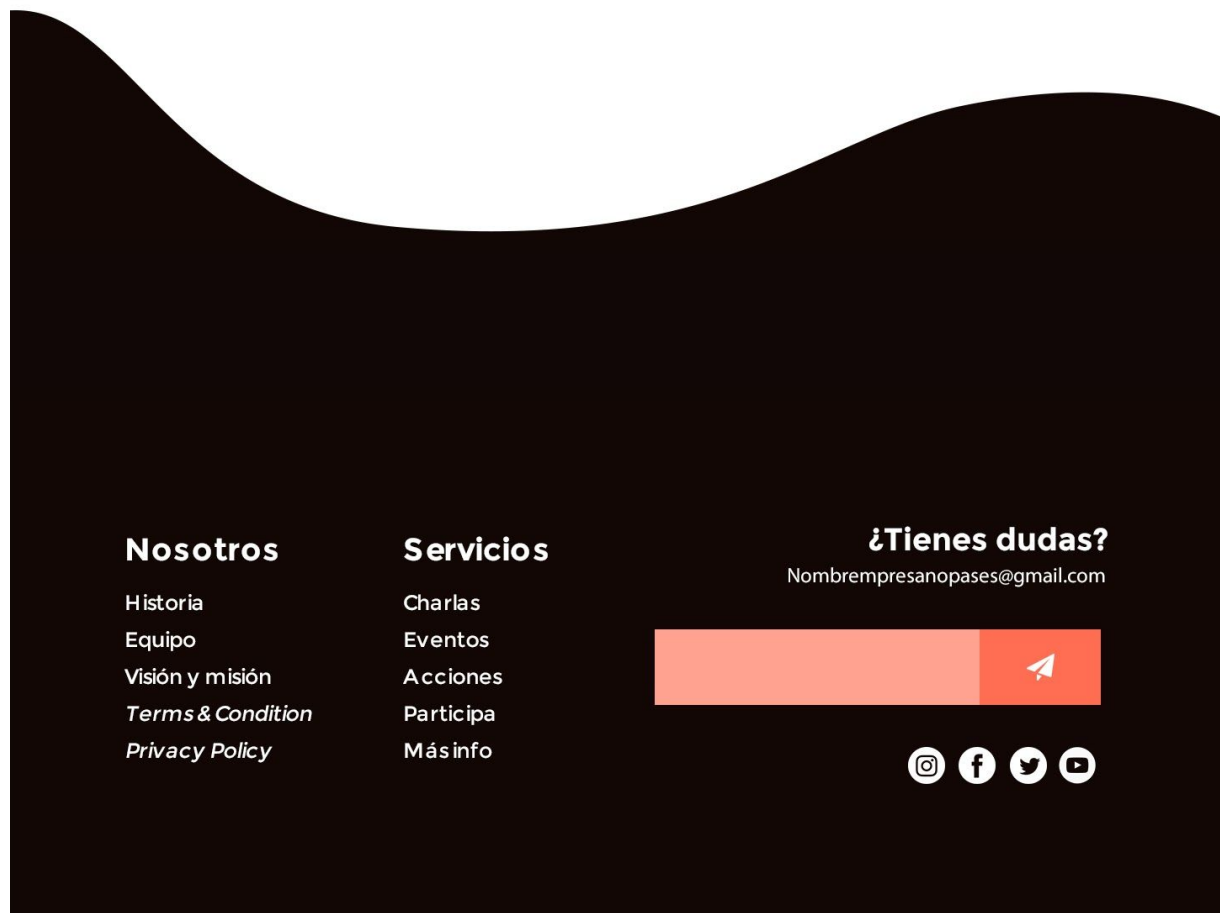 Nosotros
Historia
Equipo
Visión y misión
Terms & Condition
Privacy Policy
Servicios
Charlas
Eventos
Acciones
Participa
Más info
¿Tienes dudas?
Nombrempresanopases@gmail.com